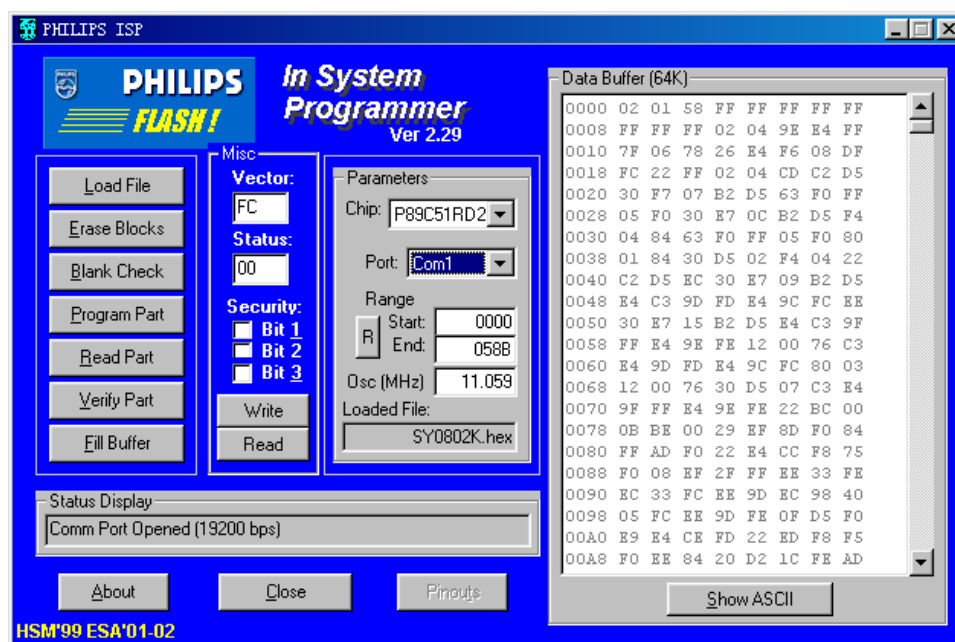 PHILIPS ISP
PHILIPS
FLASH!
In System
Programmer
Ver 2.29
Load File
Erase Blocks
Blank Check
Program Part
Read Part
Verify Part
Fill Buffer
Misc
Vector:
FC
Status:
00
Security:
Bit 1
Bit 2
Bit 3
Write
Read
Parameters
Chip: P89C51RD2
Port: Com1
Range
R
Start: 0000
End: 058B
Osc (MHz) 11.059
Loaded File:
SY0802K.hex
Status Display
Comm Port Opened (19200 bps)
About
Close
Pinouts
HSM'99 ESA'01-02
Data Buffer (64K)
0000 02 01 58 FF FF FF FF FF
0008 FF FF FF 02 04 9E E4 FF
0010 7F 06 78 26 E4 F6 08 DF
0018 FC 22 FF 02 04 CD C2 D5
0020 30 F7 07 B2 D5 63 F0 FF
0028 05 F0 30 E7 0C B2 D5 F4
0030 04 84 63 F0 FF 05 F0 80
0038 01 84 30 D5 02 F4 04 22
0040 C2 D5 EC 30 E7 09 B2 D5
0048 E4 C3 9D FD E4 9C FC EE
0050 30 E7 15 B2 D5 E4 C3 9F
0058 FF E4 9E FE 12 00 76 C3
0060 E4 9D FD E4 9C FC 80 03
0068 12 00 76 30 D5 07 C3 E4
0070 9F FF E4 9E FE 22 BC 00
0078 0B BE 00 29 EF 8D F0 84
0080 FF AD F0 22 E4 CC F8 75
0088 F0 08 EF 2F FF EE 33 FE
0090 EC 33 FC EE 9D EC 98 40
0098 05 FC EE 9D FE 0F D5 F0
00A0 E9 E4 CE FD 22 ED F8 F5
00A8 F0 EE 84 20 D2 1C FE AD
Show ASCII